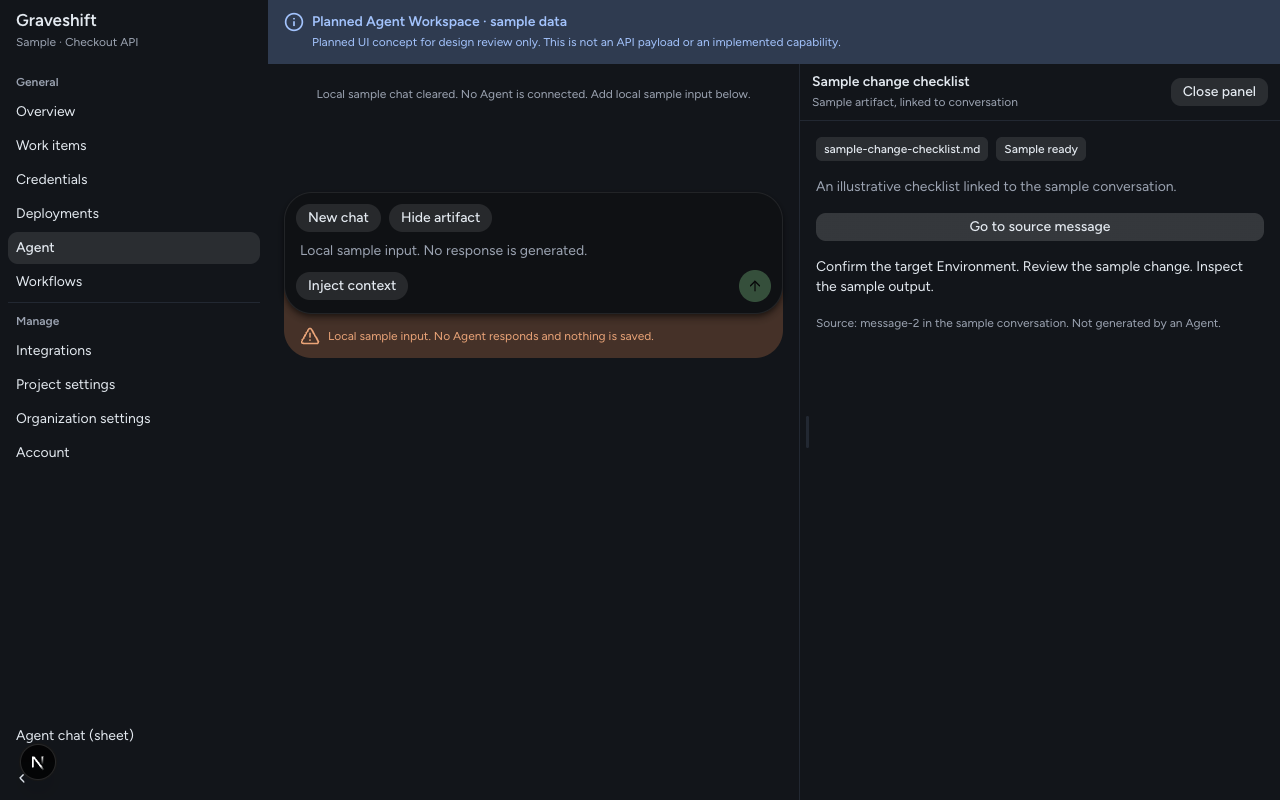 Graveshift
Sample · Checkout API
General
Overview
Work items
Credentials
Deployments
Agent
Workflows
Manage
Integrations
Project settings
Organization settings
Account
Agent chat (sheet)
N
Planned Agent Workspace · sample data
Planned UI concept for design review only. This is not an API payload or an implemented capability.
Local sample chat cleared. No Agent is connected. Add local sample input below.
New chat
Hide artifact
Local sample input. No response is generated.
Inject context
Local sample input. No Agent responds and nothing is saved.
Sample change checklist
Sample artifact, linked to conversation
Close panel
sample-change-checklist.md
Sample ready
An illustrative checklist linked to the sample conversation.
Go to source message
Confirm the target Environment. Review the sample change. Inspect
the sample output.
Source: message-2 in the sample conversation. Not generated by an Agent.